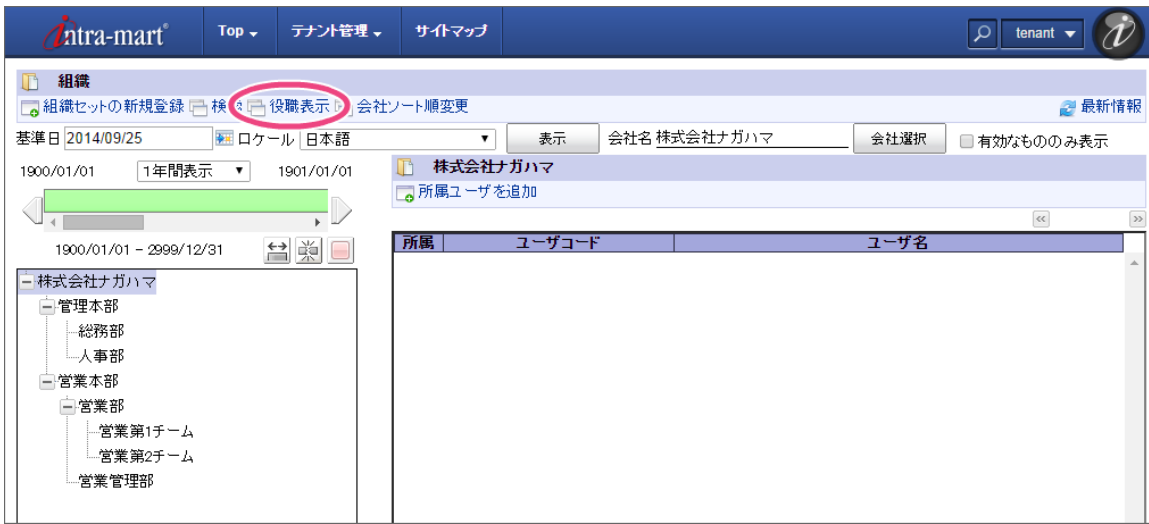 intra-mart® Top テナント管理 サイトマップ tenant
組織
組織セットの新規登録 検 役職表示 会社ソート順変更 最新情報
基準日 2014/09/25 ロケール 日本語 表示 会社名 株式会社ナガハマ 会社選択 有効なもののみ表示
1900/01/01 1年間表示 1901/01/01
株式会社ナガハマ
所属ユーザを追加
1900/01/01 - 2999/12/31
所属 ユーザコード ユーザ名
株式会社ナガハマ
管理本部
総務部
人事部
営業本部
営業部
営業第1チーム
営業第2チーム
営業管理部